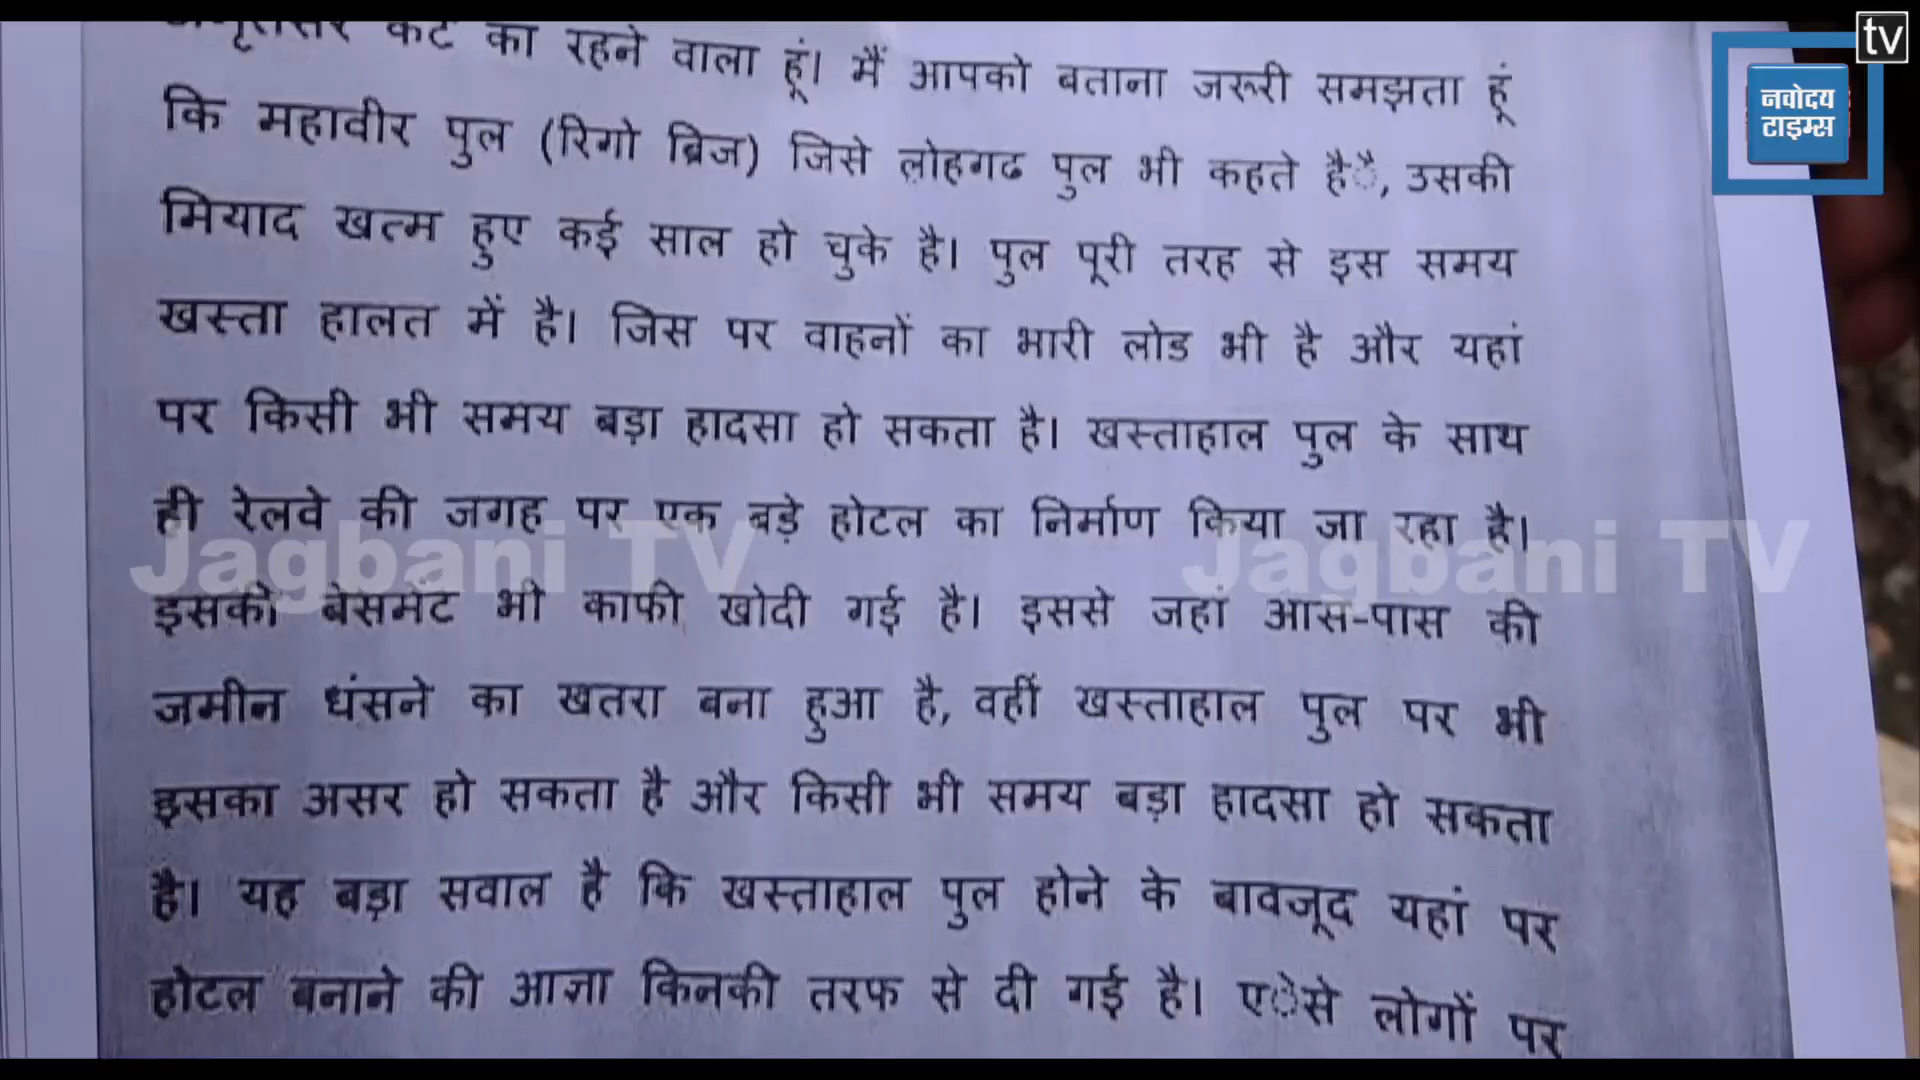 का रहने वाला हूं। मैं आपको बताना जरूरी समझता हूं
कि महावीर पुल (रिगो ब्रिज) जिसे लोहगढ पुल भी कहते हैै, उसकी
मियाद खत्म हुए कई साल हो चुके है। पुल पूरी तरह से इस समय
खस्ता हालत में है। जिस पर वाहनों का भारी लोड भी है और यहां
पर किसी भी समय बड़ा हादसा हो सकता है। खस्ताहाल पुल के साथ
ही रेलवे की जगह पर एक बड़े होटल का निर्माण किया जा रहा है।
इसकी बेसमेंट भी काफी खोदी गई है। इससे जहां आस-पास की
जमीन धंसने का खतरा बना हुआ है, वहीं खस्ताहाल पुल पर भी
इसका असर हो सकता है और किसी भी समय बड़ा हादसा हो सकता
है। यह बड़ा सवाल है कि खस्ताहाल पुल होने के बावजूद यहां पर
होटल बनाने की आज्ञा किनकी तरफ से दी गई है। एेसे लोगों पर
tv
नवोदय
टाइम्स
Jagbani TV
Jagbani TV